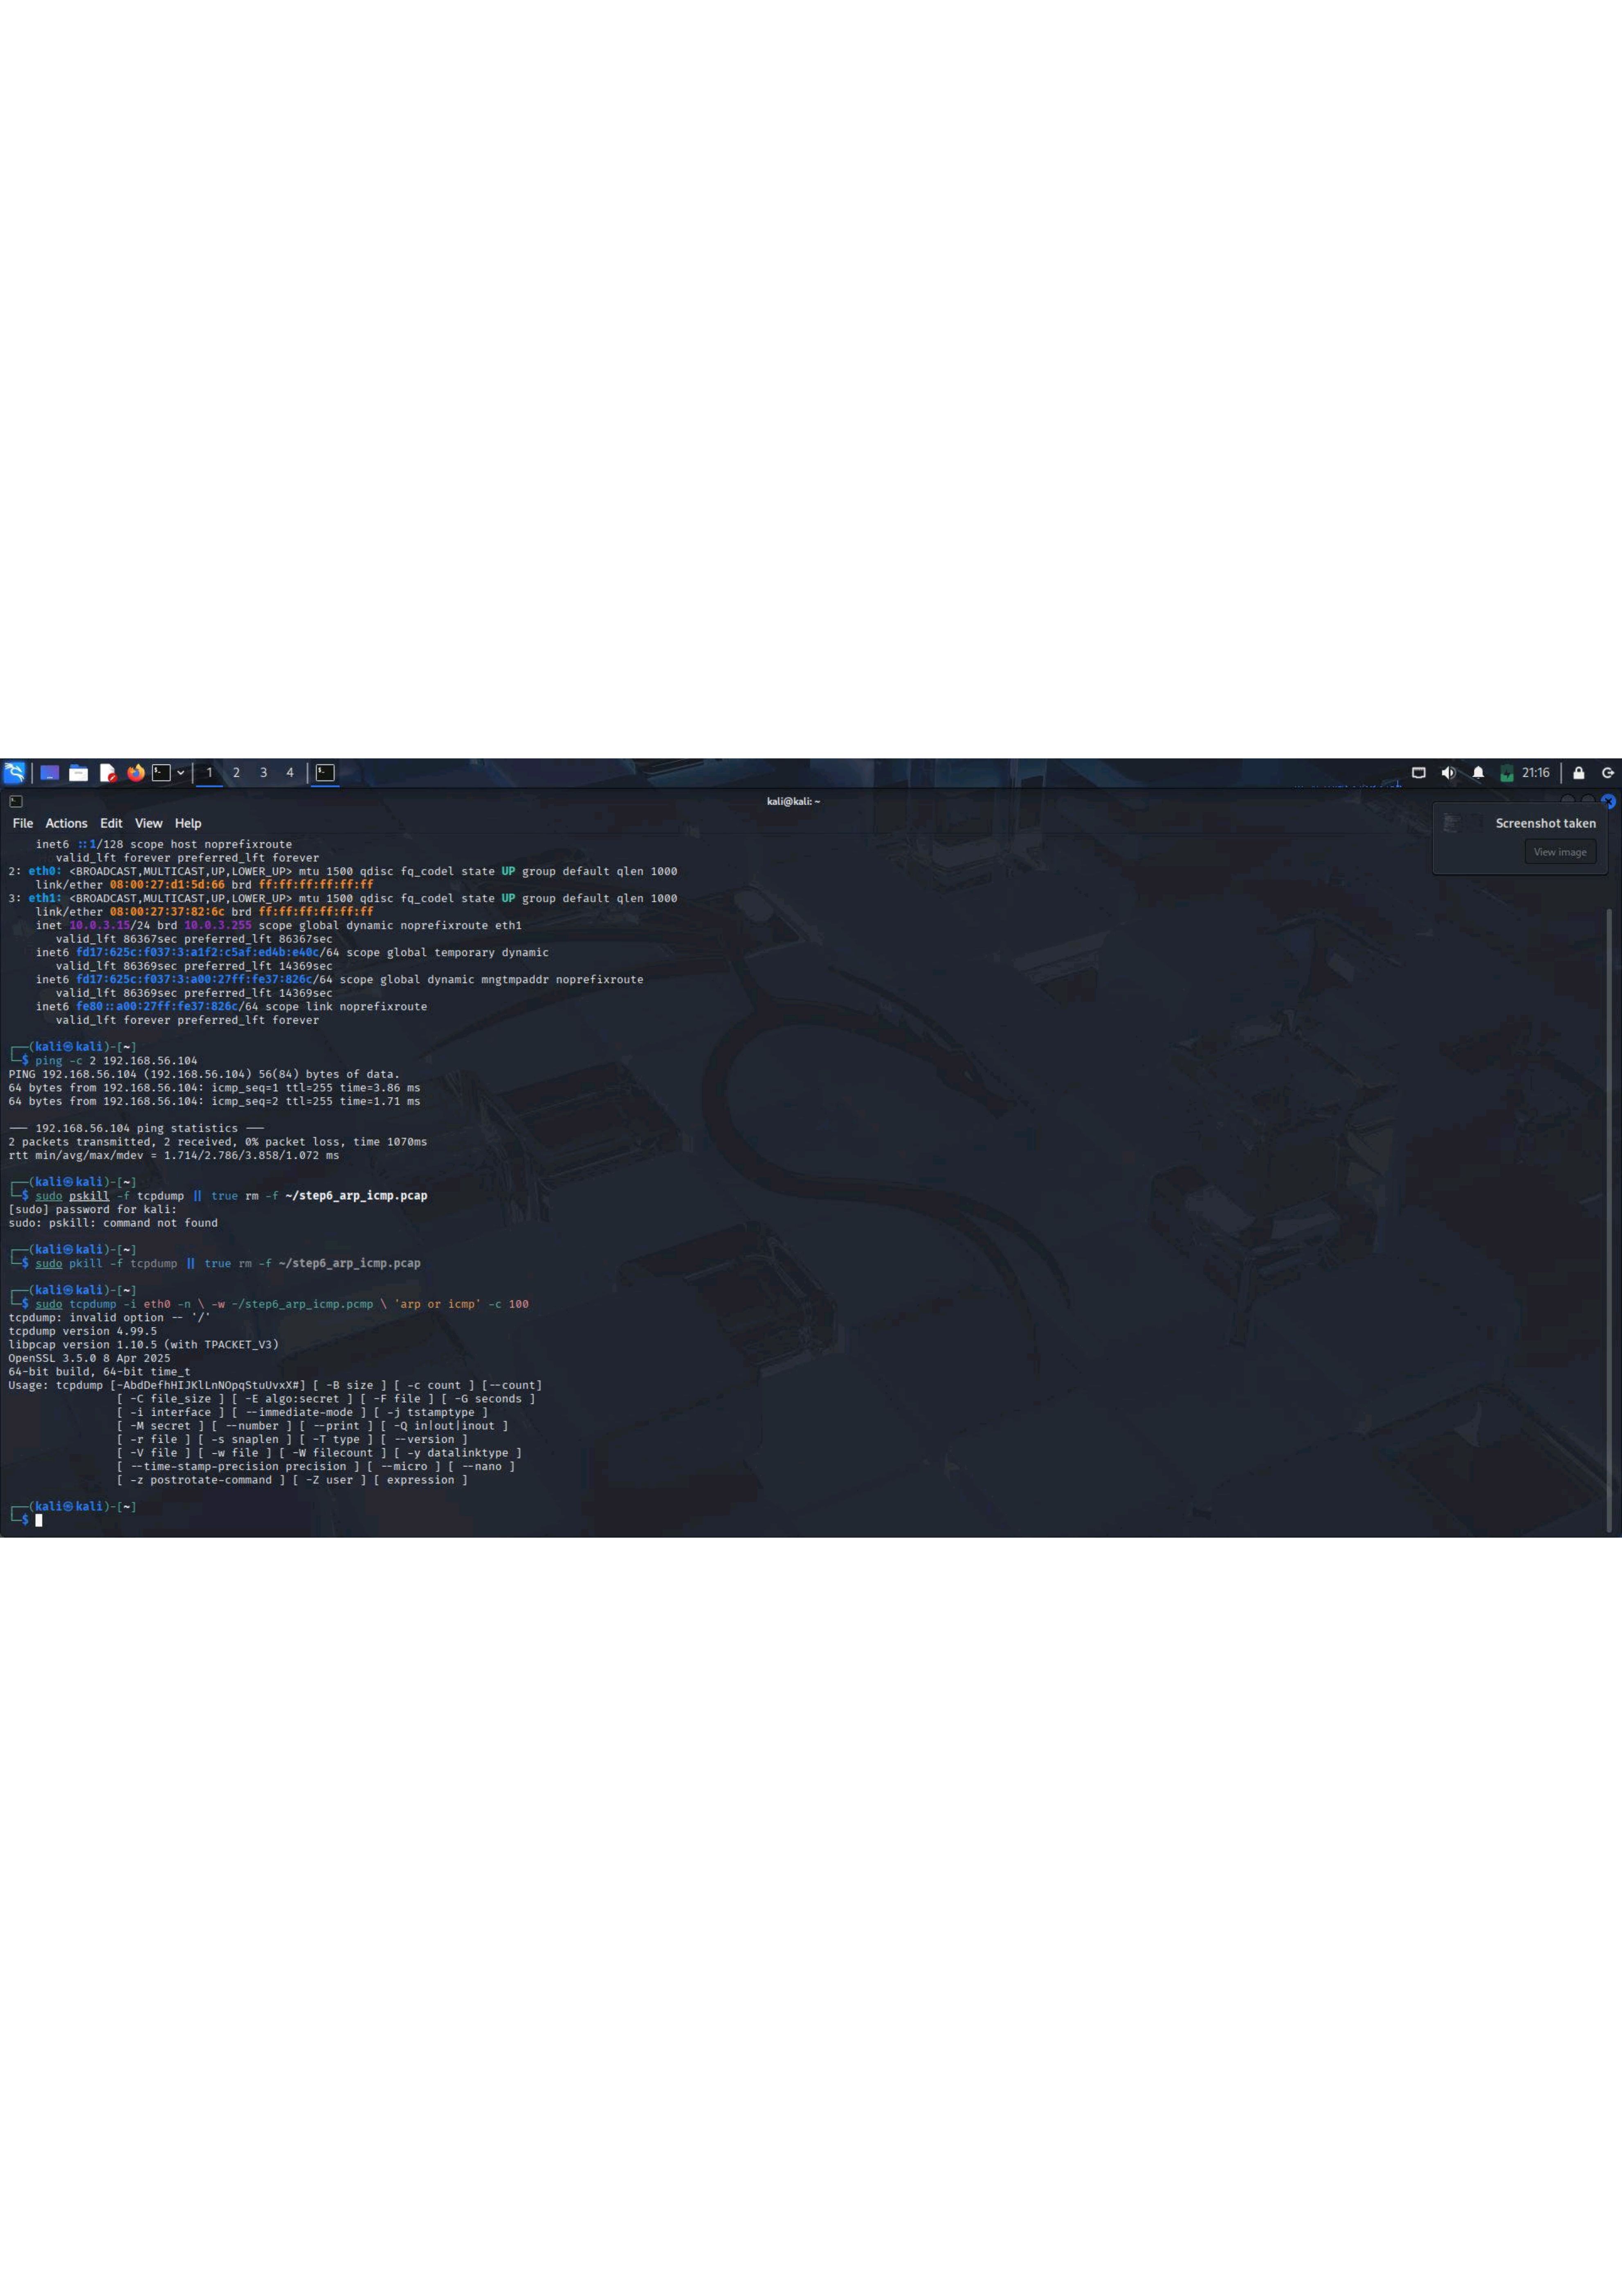 1 2 3 4 21:16
kali@kali: ~
File Actions Edit View Help
Screenshot taken
View image
inet6 ::1/128 scope host noprefixroute
valid_lft forever preferred_lft forever
2: eth0: <BROADCAST,MULTICAST,UP,LOWER_UP> mtu 1500 qdisc fq_codel state UP group default qlen 1000
link/ether 08:00:27:d1:5d:66 brd ff:ff:ff:ff:ff:ff
3: eth1: <BROADCAST,MULTICAST,UP,LOWER_UP> mtu 1500 qdisc fq_codel state UP group default qlen 1000
link/ether 08:00:27:37:82:6c brd ff:ff:ff:ff:ff:ff
inet 10.0.3.15/24 brd 10.0.3.255 scope global dynamic noprefixroute eth1
valid_lft 86367sec preferred_lft 86367sec
inet6 fd17:625c:f037:3:a1f2:c5af:ed4b:e40c/64 scope global temporary dynamic
valid_lft 86369sec preferred_lft 14369sec
inet6 fd17:625c:f037:3:a00:27ff:fe37:826c/64 scope global dynamic mngtmpaddr noprefixroute
valid_lft 86369sec preferred_lft 14369sec
inet6 fe80::a00:27ff:fe37:826c/64 scope link noprefixroute
valid_lft forever preferred_lft forever
┌──(kali㉿kali)-[~]
└─$ ping -c 2 192.168.56.104
PING 192.168.56.104 (192.168.56.104) 56(84) bytes of data.
64 bytes from 192.168.56.104: icmp_seq=1 ttl=255 time=3.86 ms
64 bytes from 192.168.56.104: icmp_seq=2 ttl=255 time=1.71 ms
— 192.168.56.104 ping statistics —
2 packets transmitted, 2 received, 0% packet loss, time 1070ms
rtt min/avg/max/mdev = 1.714/2.786/3.858/1.072 ms
┌──(kali㉿kali)-[~]
└─$ sudo pskill -f tcpdump || true rm -f ~/step6_arp_icmp.pcap
[sudo] password for kali:
sudo: pskill: command not found
┌──(kali㉿kali)-[~]
└─$ sudo pkill -f tcpdump || true rm -f ~/step6_arp_icmp.pcap
┌──(kali㉿kali)-[~]
└─$ sudo tcpdump -i eth0 -n \ -w -/step6_arp_icmp.pcmp \ 'arp or icmp' -c 100
tcpdump: invalid option -- '/'
tcpdump version 4.99.5
libpcap version 1.10.5 (with TPACKET_V3)
OpenSSL 3.5.0 8 Apr 2025
64-bit build, 64-bit time_t
Usage: tcpdump [-AbdDefhHIJKlLnNOpqStuUvxX#] [ -B size ] [ -c count ] [--count]
[ -C file_size ] [ -E algo:secret ] [ -F file ] [ -G seconds ]
[ -i interface ] [ --immediate-mode ] [ -j tstamptype ]
[ -M secret ] [ --number ] [ --print ] [ -Q in|out|inout ]
[ -r file ] [ -s snaplen ] [ -T type ] [ --version ]
[ -V file ] [ -w file ] [ -W filecount ] [ -y datalinktype ]
[ --time-stamp-precision precision ] [ --micro ] [ --nano ]
[ -z postrotate-command ] [ -Z user ] [ expression ]
┌──(kali㉿kali)-[~]
└─$